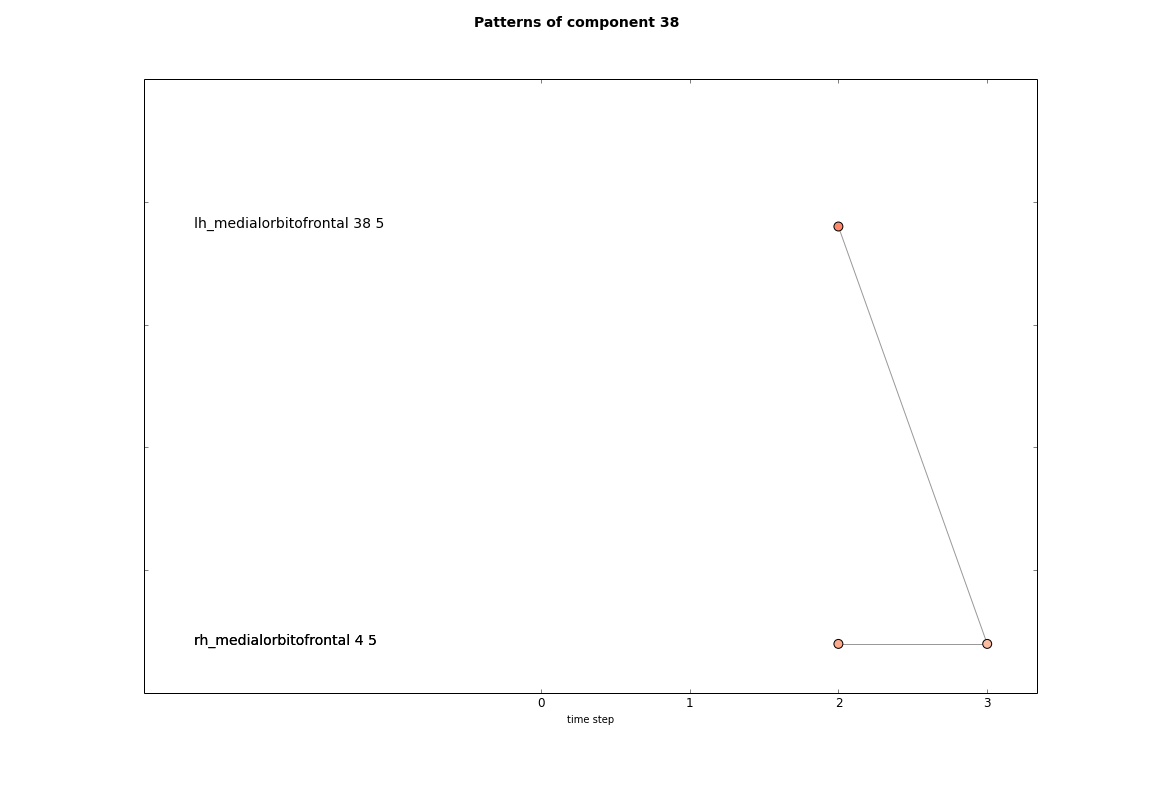 Patterns of component 38
lh_medialorbitofrontal 38 5
rh_medialorbitofrontal 4 5
0 1 2 3
time step